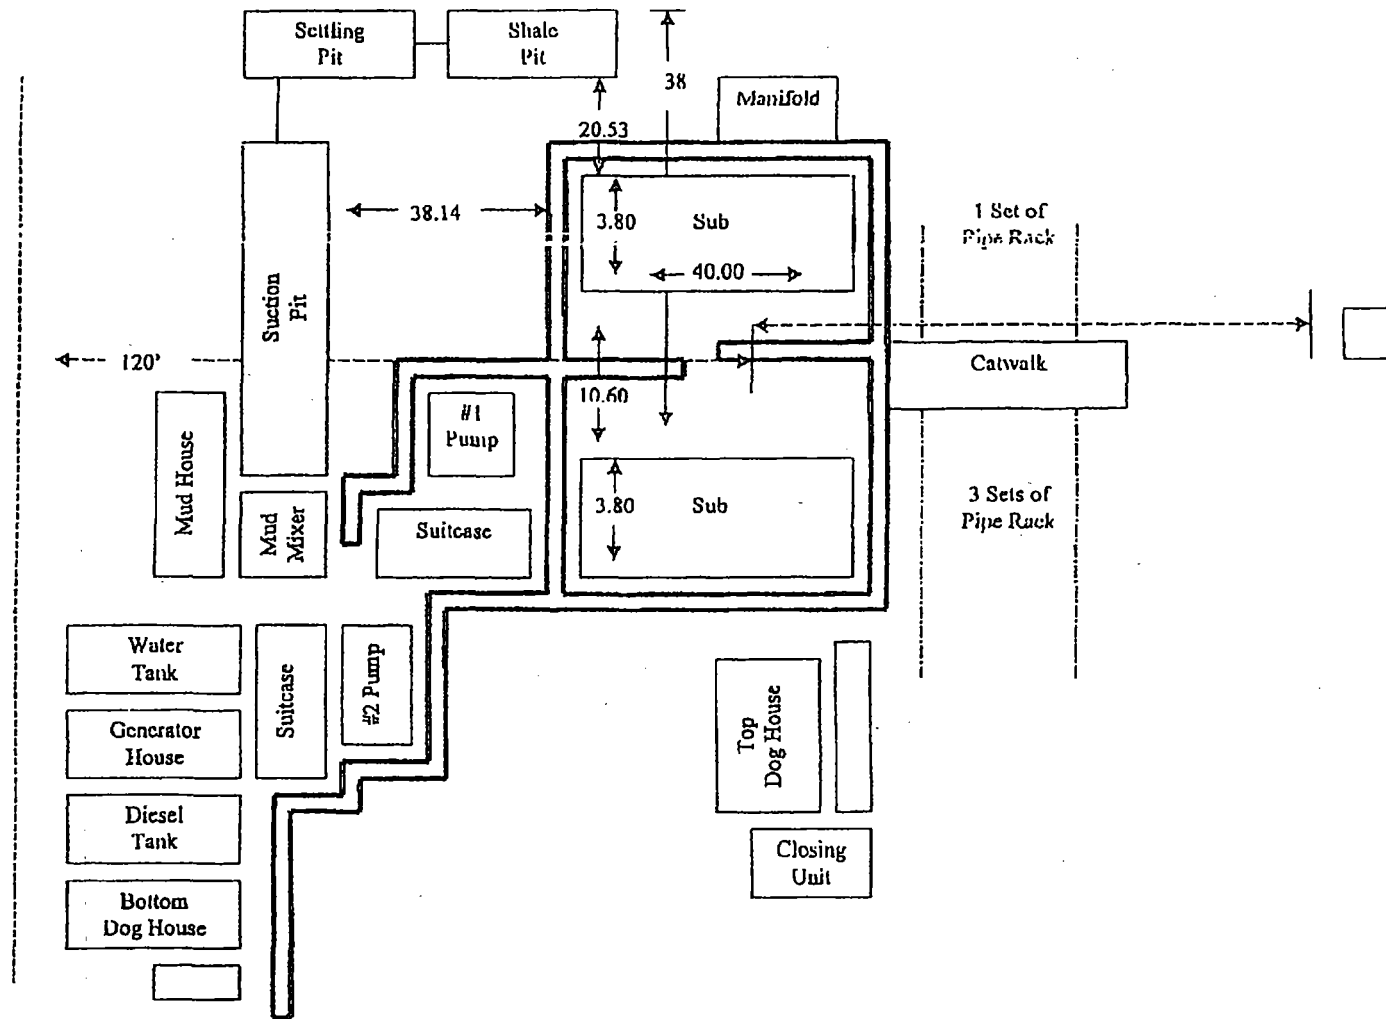 Settling
Pit
Shale
Pit
38
Manifold
20.53
38.14
3.80
Sub
40.00
1 Set of
Pipe Rack
Suction
Pit
120'
Catwalk
10.60
#1
Pump
Mud House
Mud
Mixer
Suitcase
3.80
Sub
3 Sets of
Pipe Rack
Water
Tank
Suitcase
#2 Pump
Generator
House
Top
Dog House
Diesel
Tank
Closing
Unit
Bottom
Dog House